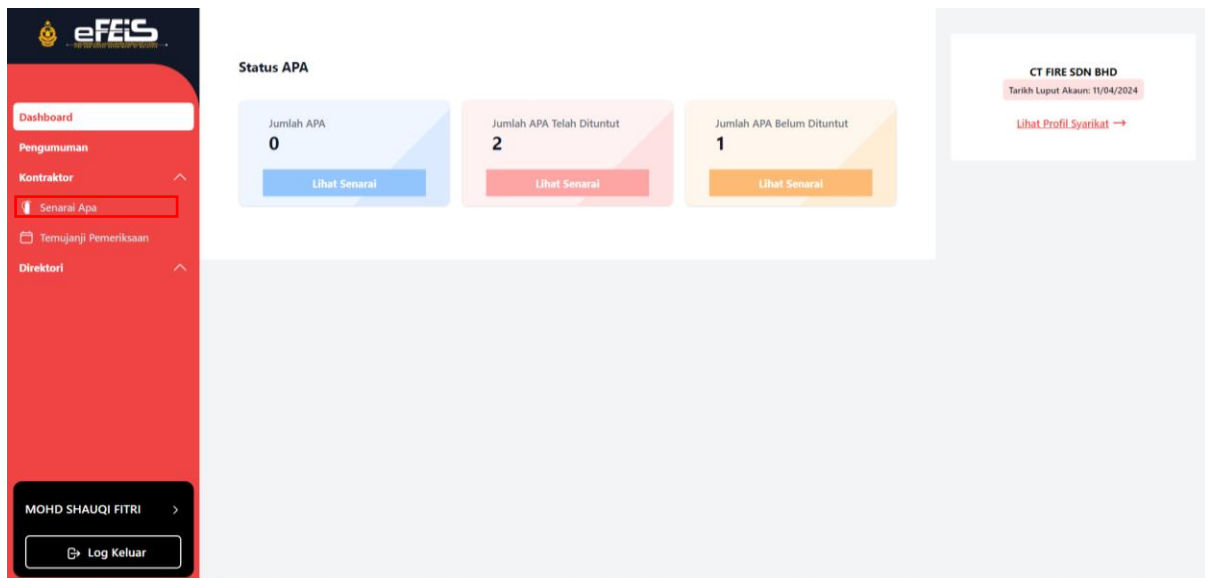 eFEiS
Dashboard
Pengumuman
Kontraktor
Senarai Apa
Temujanji Pemeriksaan
Direktori
MOHD SHAUQI FITRI
Log Keluar
Status APA
Jumlah APA
0
Lihat Senarai
Jumlah APA Telah Dituntut
2
Lihat Senarai
Jumlah APA Belum Dituntut
1
Lihat Senarai
CT FIRE SDN BHD
Tarikh Luput Akaun: 11/04/2024
Lihat Profil Syarikat →